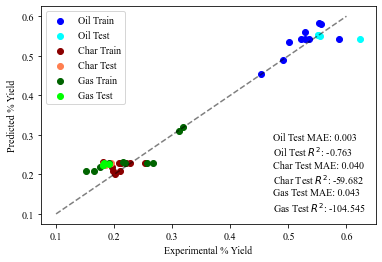 0.6
0.5
0.4
0.3
0.2
0.1
Predicted % Yield
Oil Train
Oil Test
Char Train
Char Test
Gas Train
Gas Test
Oil Test MAE: 0.003
Oil Test R²: -0.763
Char Test MAE: 0.040
Char Test R²: -59.682
Gas Test MAE: 0.043
Gas Test R²: -104.545
0.1 0.2 0.3 0.4 0.5 0.6
Experimental % Yield